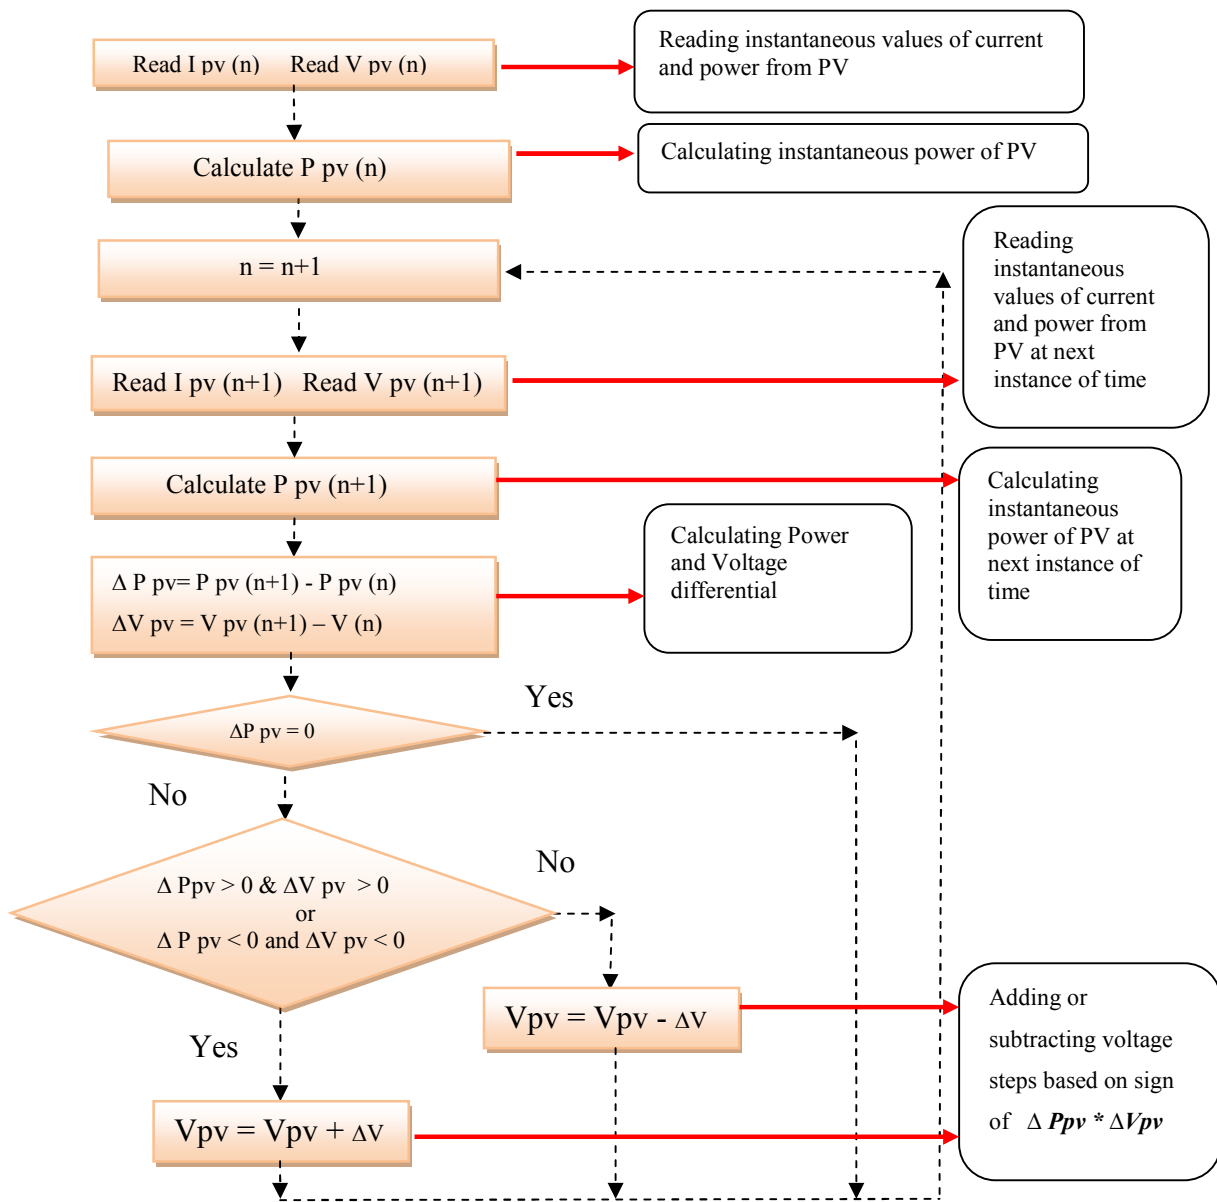 Read I pv (n) Read V pv (n)
Reading instantaneous values of current
and power from PV
Calculate P pv (n)
Calculating instantaneous power of PV
n = n+1
Reading
instantaneous
values of current
and power from
PV at next
instance of time
Read I pv (n+1) Read V pv (n+1)
Calculate P pv (n+1)
Calculating
instantaneous
power of PV at
next instance of
time
Δ P pv= P pv (n+1) - P pv (n)
ΔV pv = V pv (n+1) – V (n)
Calculating Power
and Voltage
differential
ΔP pv = 0
Yes
No
Δ Ppv > 0 & ΔV pv > 0
or
Δ P pv < 0 and ΔV pv < 0
No
Vpv = Vpv - ΔV
Yes
Vpv = Vpv + ΔV
Adding or
subtracting voltage
steps based on sign
of Δ Ppv * ΔVpv